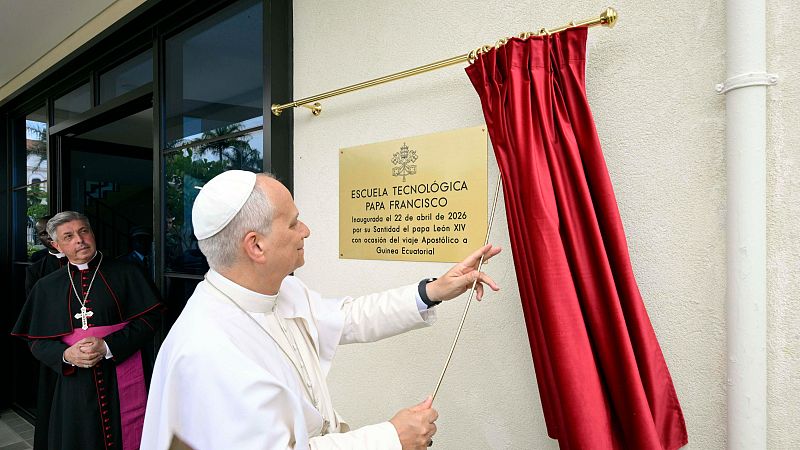 ESCUELA TECNOLÓGICA
PAPA FRANCISCO
Inaugurada el 22 de abril de 2026
por su Santidad el papa León XIV
con ocasión del viaje Apostólico a
Guinea Ecuatorial